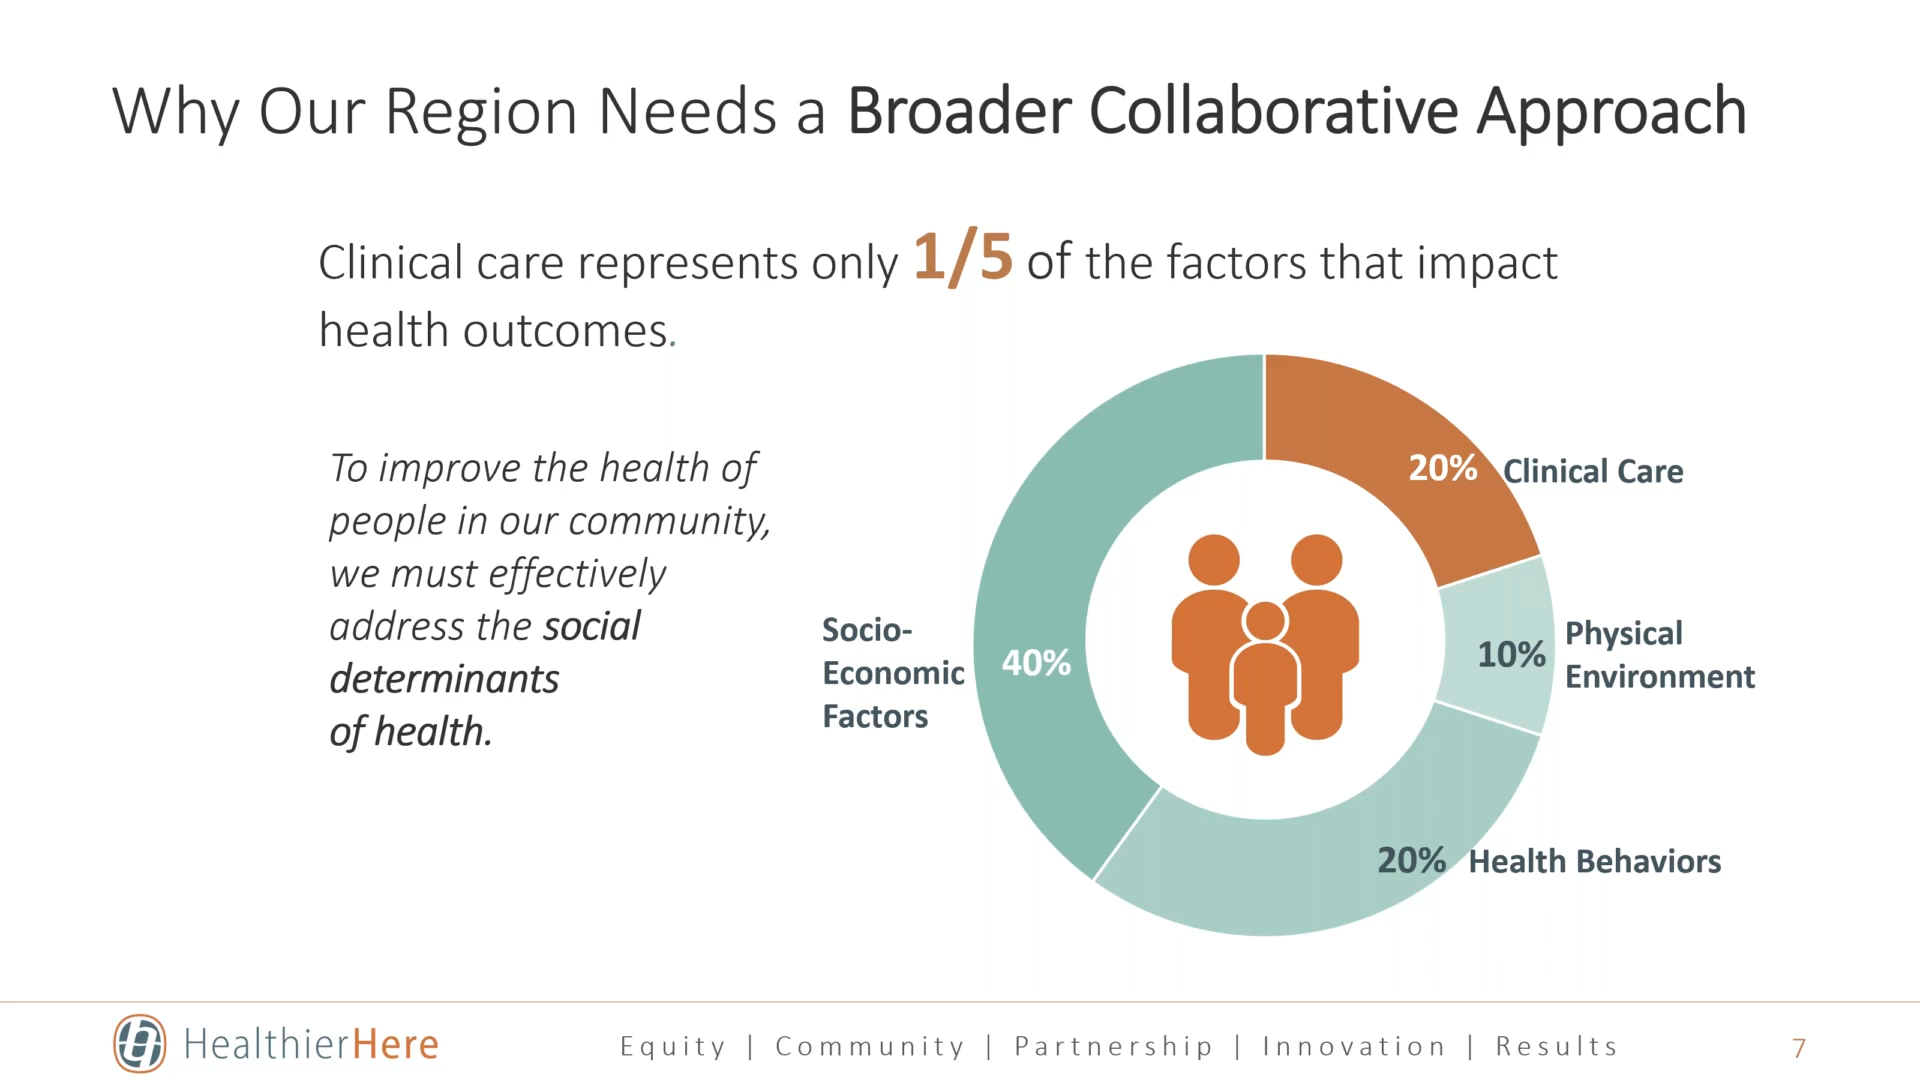 Why Our Region Needs a Broader Collaborative Approach
Clinical care represents only 1/5 of the factors that impact
health outcomes.
To improve the health of
people in our community,
we must effectively
address the social
determinants
of health.
Socio-
Economic
Factors
40%
20% Clinical Care
10%
Physical
Environment
20% Health Behaviors
HealthierHere
Equity | Community | Partnership | Innovation | Results
7